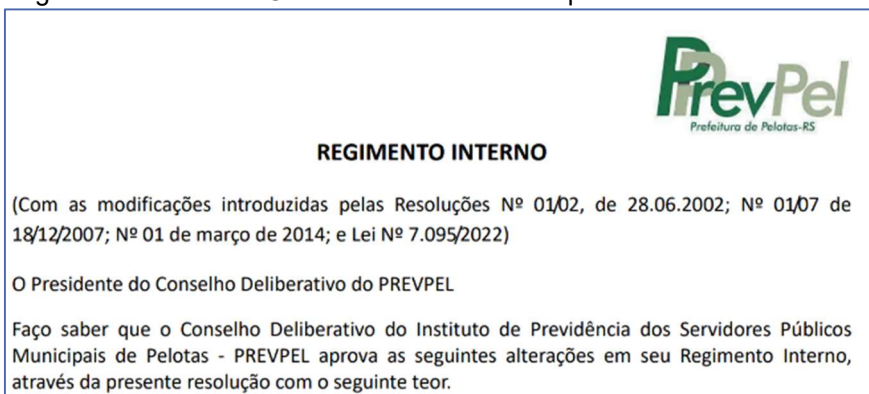 PrevPel
Prefeitura de Pelotas-RS
REGIMENTO INTERNO
(Com as modificações introduzidas pelas Resoluções Nº 01/02, de 28.06.2002; Nº 01/07 de
18/12/2007; Nº 01 de março de 2014; e Lei Nº 7.095/2022)
O Presidente do Conselho Deliberativo do PREVPEL
Faço saber que o Conselho Deliberativo do Instituto de Previdência dos Servidores Públicos
Municipais de Pelotas - PREVPEL aprova as seguintes alterações em seu Regimento Interno,
através da presente resolução com o seguinte teor.